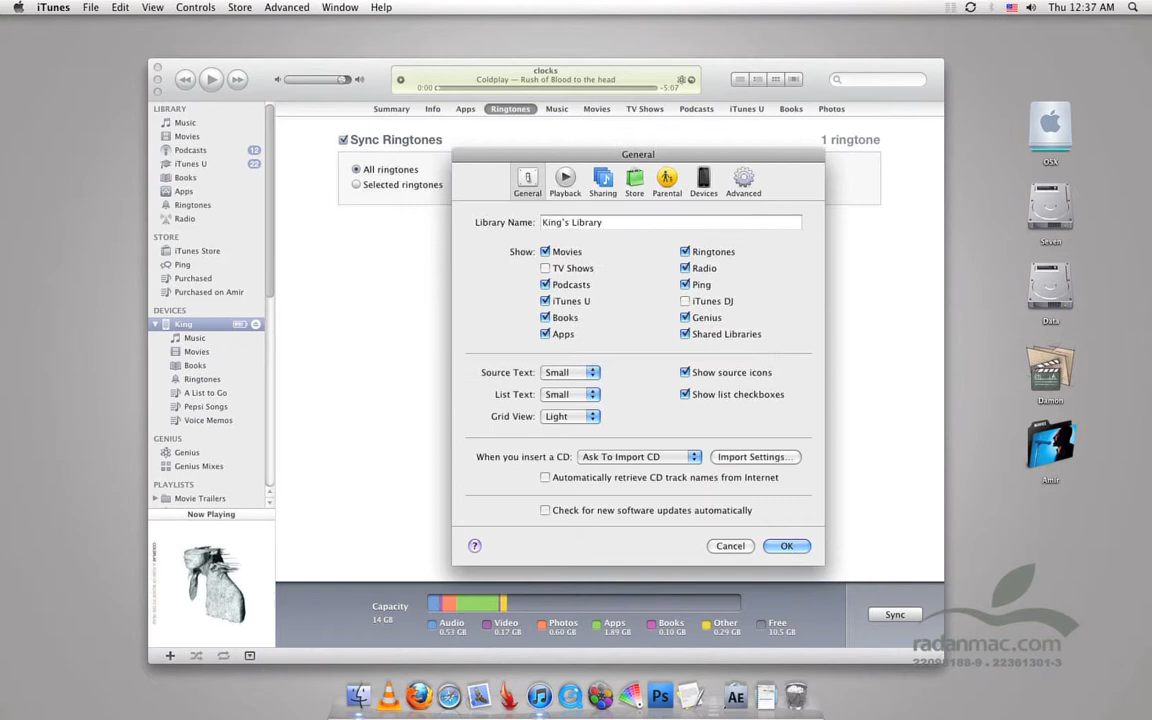 iTunes File Edit View Controls Store Advanced Window Help
Thu 12:37 AM
clocks
Coldplay — Rush of Blood to the head
0:00 -5:07
LIBRARY
Music
Movies
Podcasts 12
iTunes U 22
Books
Apps
Ringtones
Radio
STORE
iTunes Store
Ping
Purchased
Purchased on Amir
DEVICES
King
Music
Movies
Books
Ringtones
A List to Go
Pepsi Songs
Voice Memos
GENIUS
Genius
Genius Mixes
PLAYLISTS
Movie Trailers
Now Playing
Summary Info Apps Ringtones Music Movies TV Shows Podcasts iTunes U Books Photos
Sync Ringtones 1 ringtone
All ringtones
Selected ringtones
General
General Playback Sharing Store Parental Devices Advanced
Library Name: King's Library
Show: Movies Ringtones
TV Shows Radio
Podcasts Ping
iTunes U iTunes DJ
Books Genius
Apps Shared Libraries
Source Text: Small Show source icons
List Text: Small Show list checkboxes
Grid View: Light
When you insert a CD: Ask To Import CD Import Settings...
Automatically retrieve CD track names from Internet
Check for new software updates automatically
? Cancel OK
Capacity
14 GB
Audio Video Photos Apps Books Other Free
0.53 GB 0.17 GB 0.60 GB 1.89 GB 0.10 GB 0.29 GB 10.5 GB
Sync
OSX
Seven
Data
Damon
Amir
radanmac.com
22098188-9 . 22361301-3
Ps AE